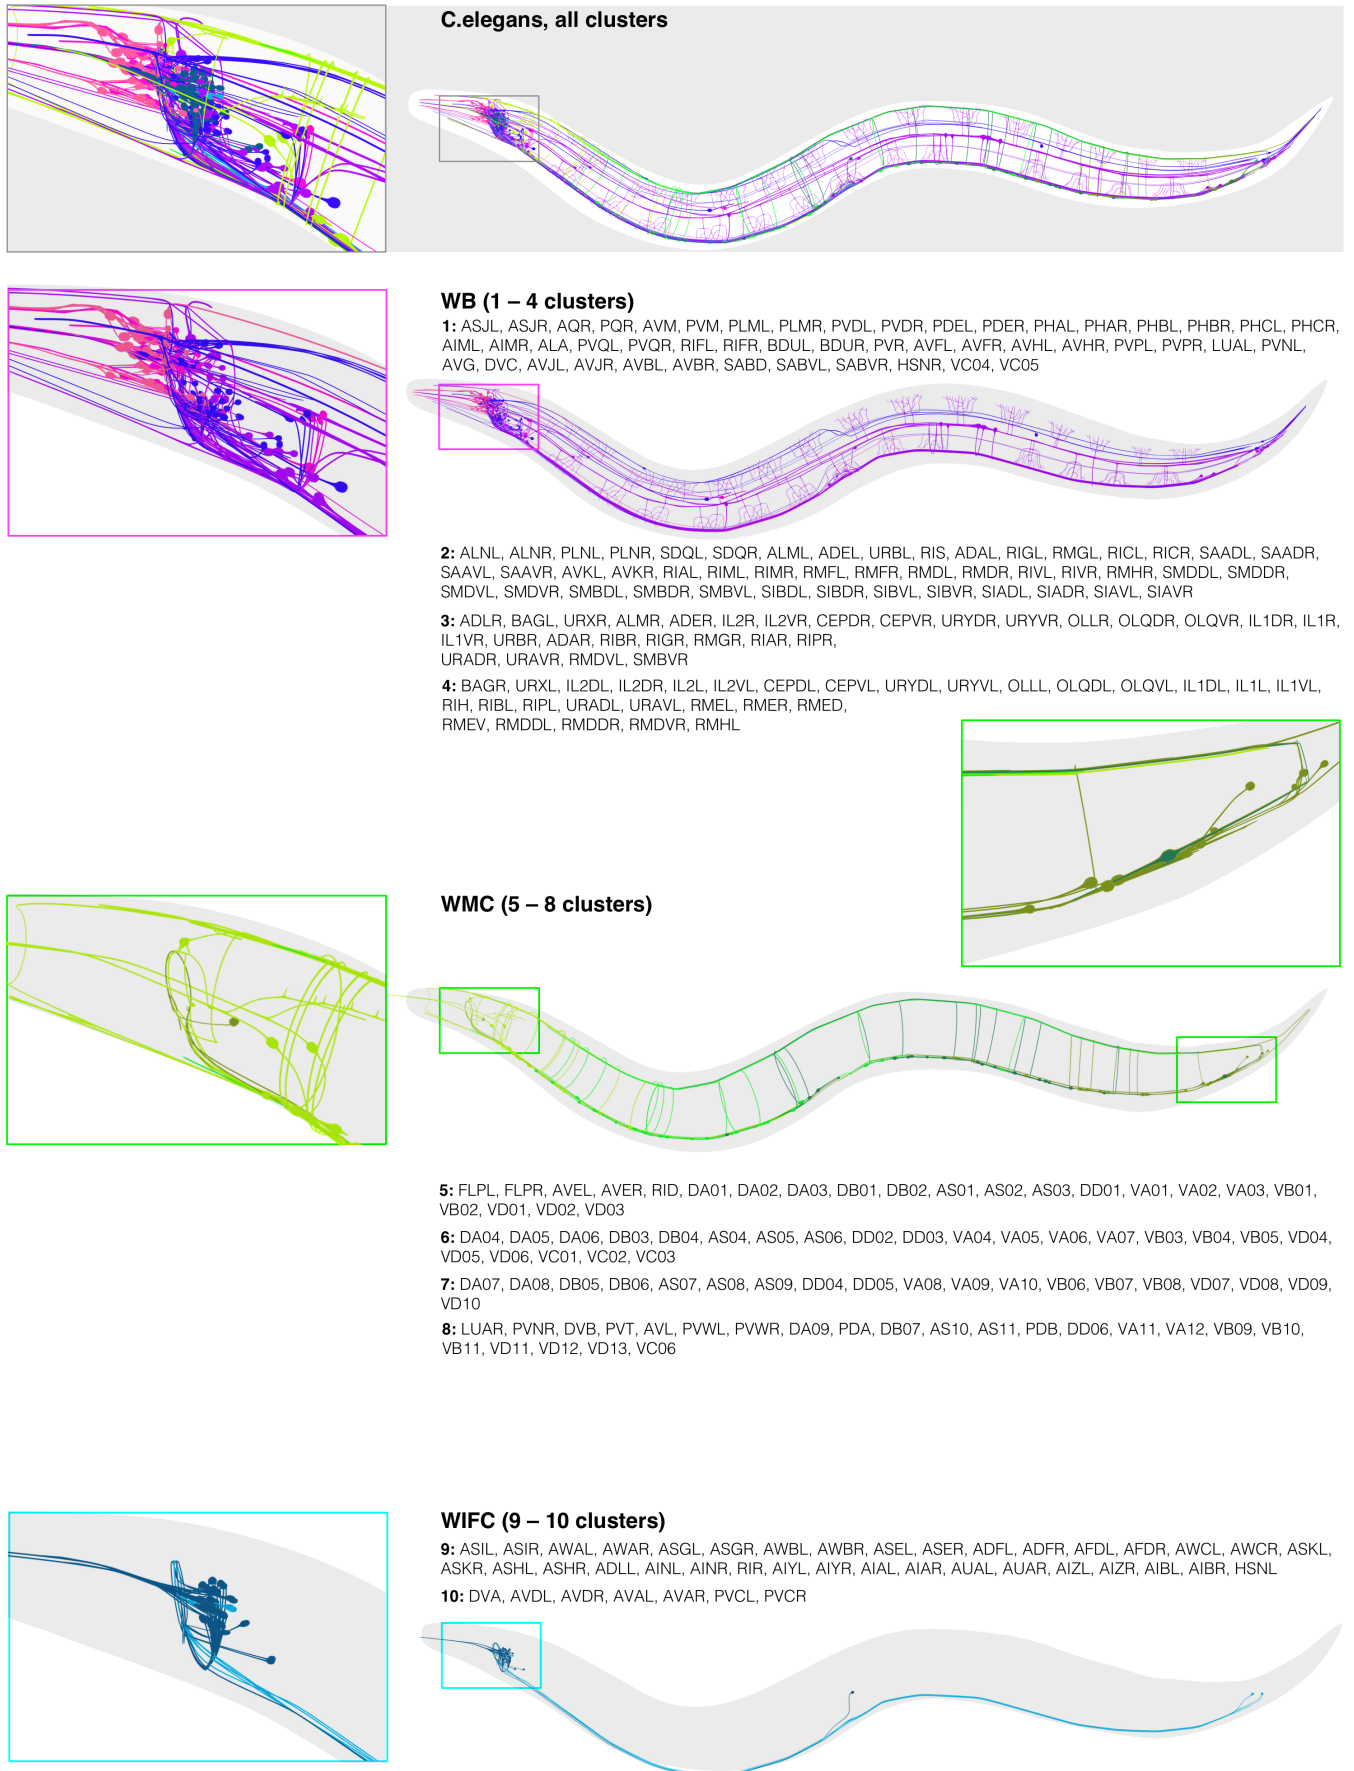 C.elegans, all clusters
WB (1 – 4 clusters)
1: ASJL, ASJR, AQR, PQR, AVM, PVM, PLML, PLMR, PVDL, PVDR, PDEL, PDER, PHAL, PHAR, PHBL, PHBR, PHCL, PHCR,
AIML, AIMR, ALA, PVQL, PVQR, RIFL, RIFR, BDUL, BDUR, PVR, AVFL, AVFR, AVHL, AVHR, PVPL, PVPR, LUAL, PVNL,
AVG, DVC, AVJL, AVJR, AVBL, AVBR, SABD, SABVL, SABVR, HSNR, VC04, VC05
2: ALNL, ALNR, PLNL, PLNR, SDQL, SDQR, ALML, ADEL, URBL, RIS, ADAL, RIGL, RMGL, RICL, RICR, SAADL, SAADR,
SAAVL, SAAVR, AVKL, AVKR, RIAL, RIML, RIMR, RMFL, RMFR, RMDL, RMDR, RIVL, RIVR, RMHR, SMDDL, SMDDR,
SMDVL, SMDVR, SMBDL, SMBDR, SMBVL, SIBDL, SIBDR, SIBVL, SIBVR, SIADL, SIADR, SIAVL, SIAVR
3: ADLR, BAGL, URXR, ALMR, ADER, IL2R, IL2VR, CEPDR, CEPVR, URYDR, URYVR, OLLR, OLQDR, OLQVR, IL1DR, IL1R,
IL1VR, URBR, ADAR, RIBR, RIGR, RMGR, RIAR, RIPR,
URADR, URAVR, RMDVL, SMBVR
4: BAGR, URXL, IL2DL, IL2DR, IL2L, IL2VL, CEPDL, CEPVL, URYDL, URYVL, OLLL, OLQDL, OLQVL, IL1DL, IL1L, IL1VL,
RIH, RIBL, RIPL, URADL, URAVL, RMEL, RMER, RMED,
RMEV, RMDDL, RMDDR, RMDVR, RMHL
WMC (5 – 8 clusters)
5: FLPL, FLPR, AVEL, AVER, RID, DA01, DA02, DA03, DB01, DB02, AS01, AS02, AS03, DD01, VA01, VA02, VA03, VB01,
VB02, VD01, VD02, VD03
6: DA04, DA05, DA06, DB03, DB04, AS04, AS05, AS06, DD02, DD03, VA04, VA05, VA06, VA07, VB03, VB04, VB05, VD04,
VD05, VD06, VC01, VC02, VC03
7: DA07, DA08, DB05, DB06, AS07, AS08, AS09, DD04, DD05, VA08, VA09, VA10, VB06, VB07, VB08, VD07, VD08, VD09,
VD10
8: LUAR, PVNR, DVB, PVT, AVL, PVWL, PVWR, DA09, PDA, DB07, AS10, AS11, PDB, DD06, VA11, VA12, VB09, VB10,
VB11, VD11, VD12, VD13, VC06
WIFC (9 – 10 clusters)
9: ASIL, ASIR, AWAL, AWAR, ASGL, ASGR, AWBL, AWBR, ASEL, ASER, ADFL, ADFR, AFDL, AFDR, AWCL, AWCR, ASKL,
ASKR, ASHL, ASHR, ADLL, AINL, AINR, RIR, AIYL, AIYR, AIAL, AIAR, AUAL, AUAR, AIZL, AIZR, AIBL, AIBR, HSNL
10: DVA, AVDL, AVDR, AVAL, AVAR, PVCL, PVCR